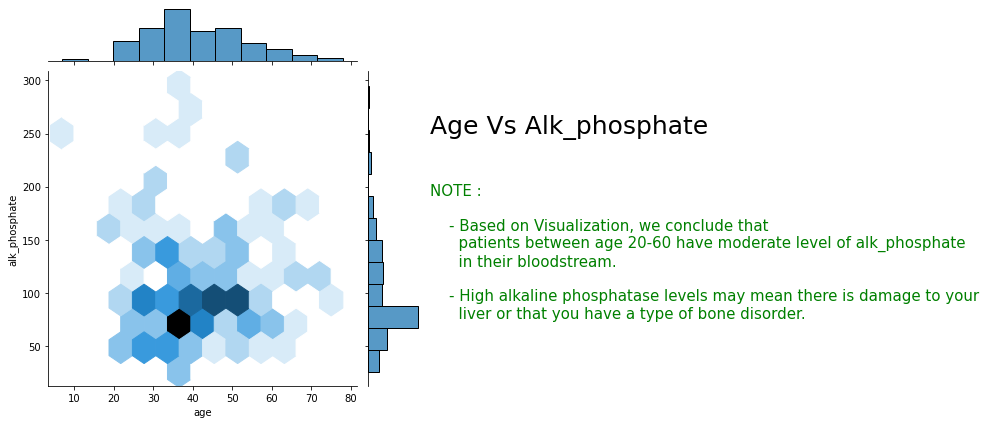 300
250
200
150
100
50
alk_phosphate
10 20 30 40 50 60 70 80
age
Age Vs Alk_phosphate
NOTE :
- Based on Visualization, we conclude that
patients between age 20-60 have moderate level of alk_phosphate
in their bloodstream.
- High alkaline phosphatase levels may mean there is damage to your
liver or that you have a type of bone disorder.